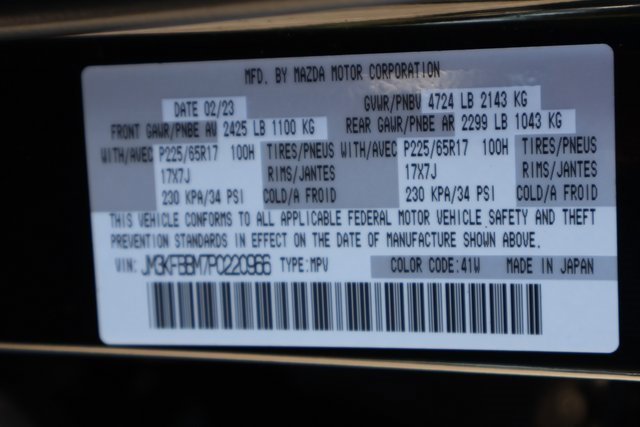 MFD. BY MAZDA MOTOR CORPORATION
DATE 02/23 GVWR/PNBV 4724 LB 2143 KG
FRONT GAWR/PNBE AV 2425 LB 1100 KG REAR GAWR/PNBE AR 2299 LB 1043 KG
WITH/AVEC P225/65R17 100H TIRES/PNEUS WITH/AVEC P225/65R17 100H TIRES/PNEUS
17X7J RIMS/JANTES 17X7J RIMS/JANTES
230 KPA/34 PSI COLD/A FROID 230 KPA/34 PSI COLD/A FROID
THIS VEHICLE CONFORMS TO ALL APPLICABLE FEDERAL MOTOR VEHICLE SAFETY AND THEFT
PREVENTION STANDARDS IN EFFECT ON THE DATE OF MANUFACTURE SHOWN ABOVE.
VIN: JM3KFBBM7P0220966 TYPE:MPV COLOR CODE:41W MADE IN JAPAN